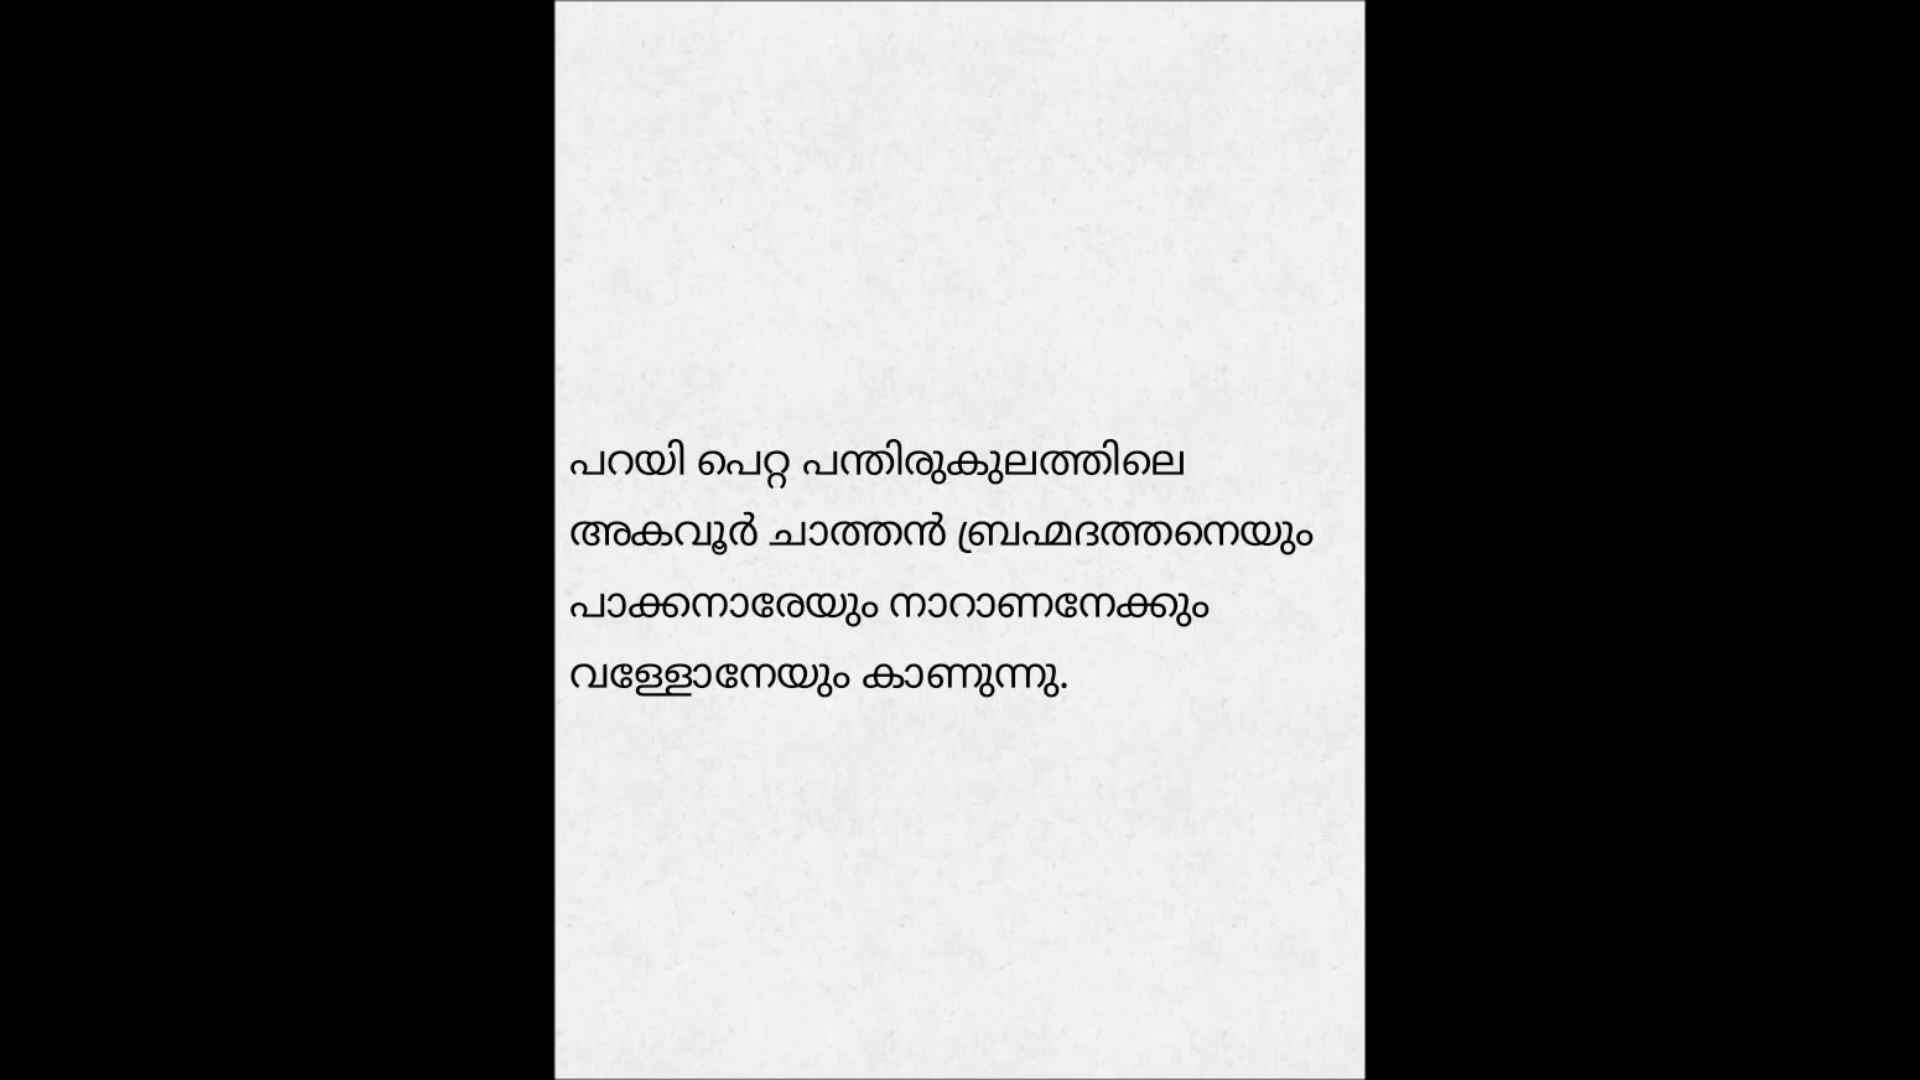 പറയി പെറ്റ പന്തിരുകുലത്തിലെ
അകവൂർ ചാത്തൻ ബ്രഹ്മദത്തനെയും
പാക്കനാരേയും നാറാണനേക്കും
വള്ളോനേയും കാണുന്നു.